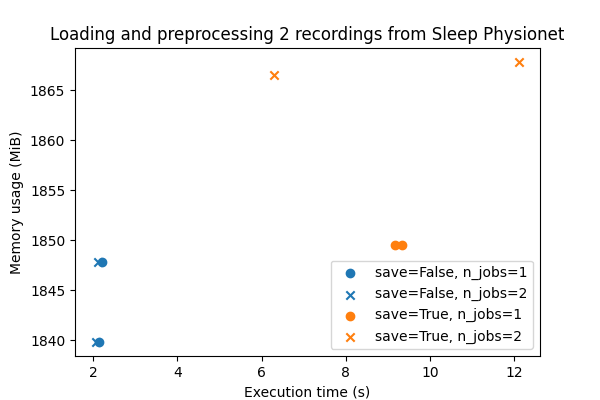 Loading and preprocessing 2 recordings from Sleep Physionet
Memory usage (MiB)
1865
1860
1855
1850
1845
1840
save=False, n_jobs=1
save=False, n_jobs=2
save=True, n_jobs=1
save=True, n_jobs=2
2 4 6 8 10 12
Execution time (s)